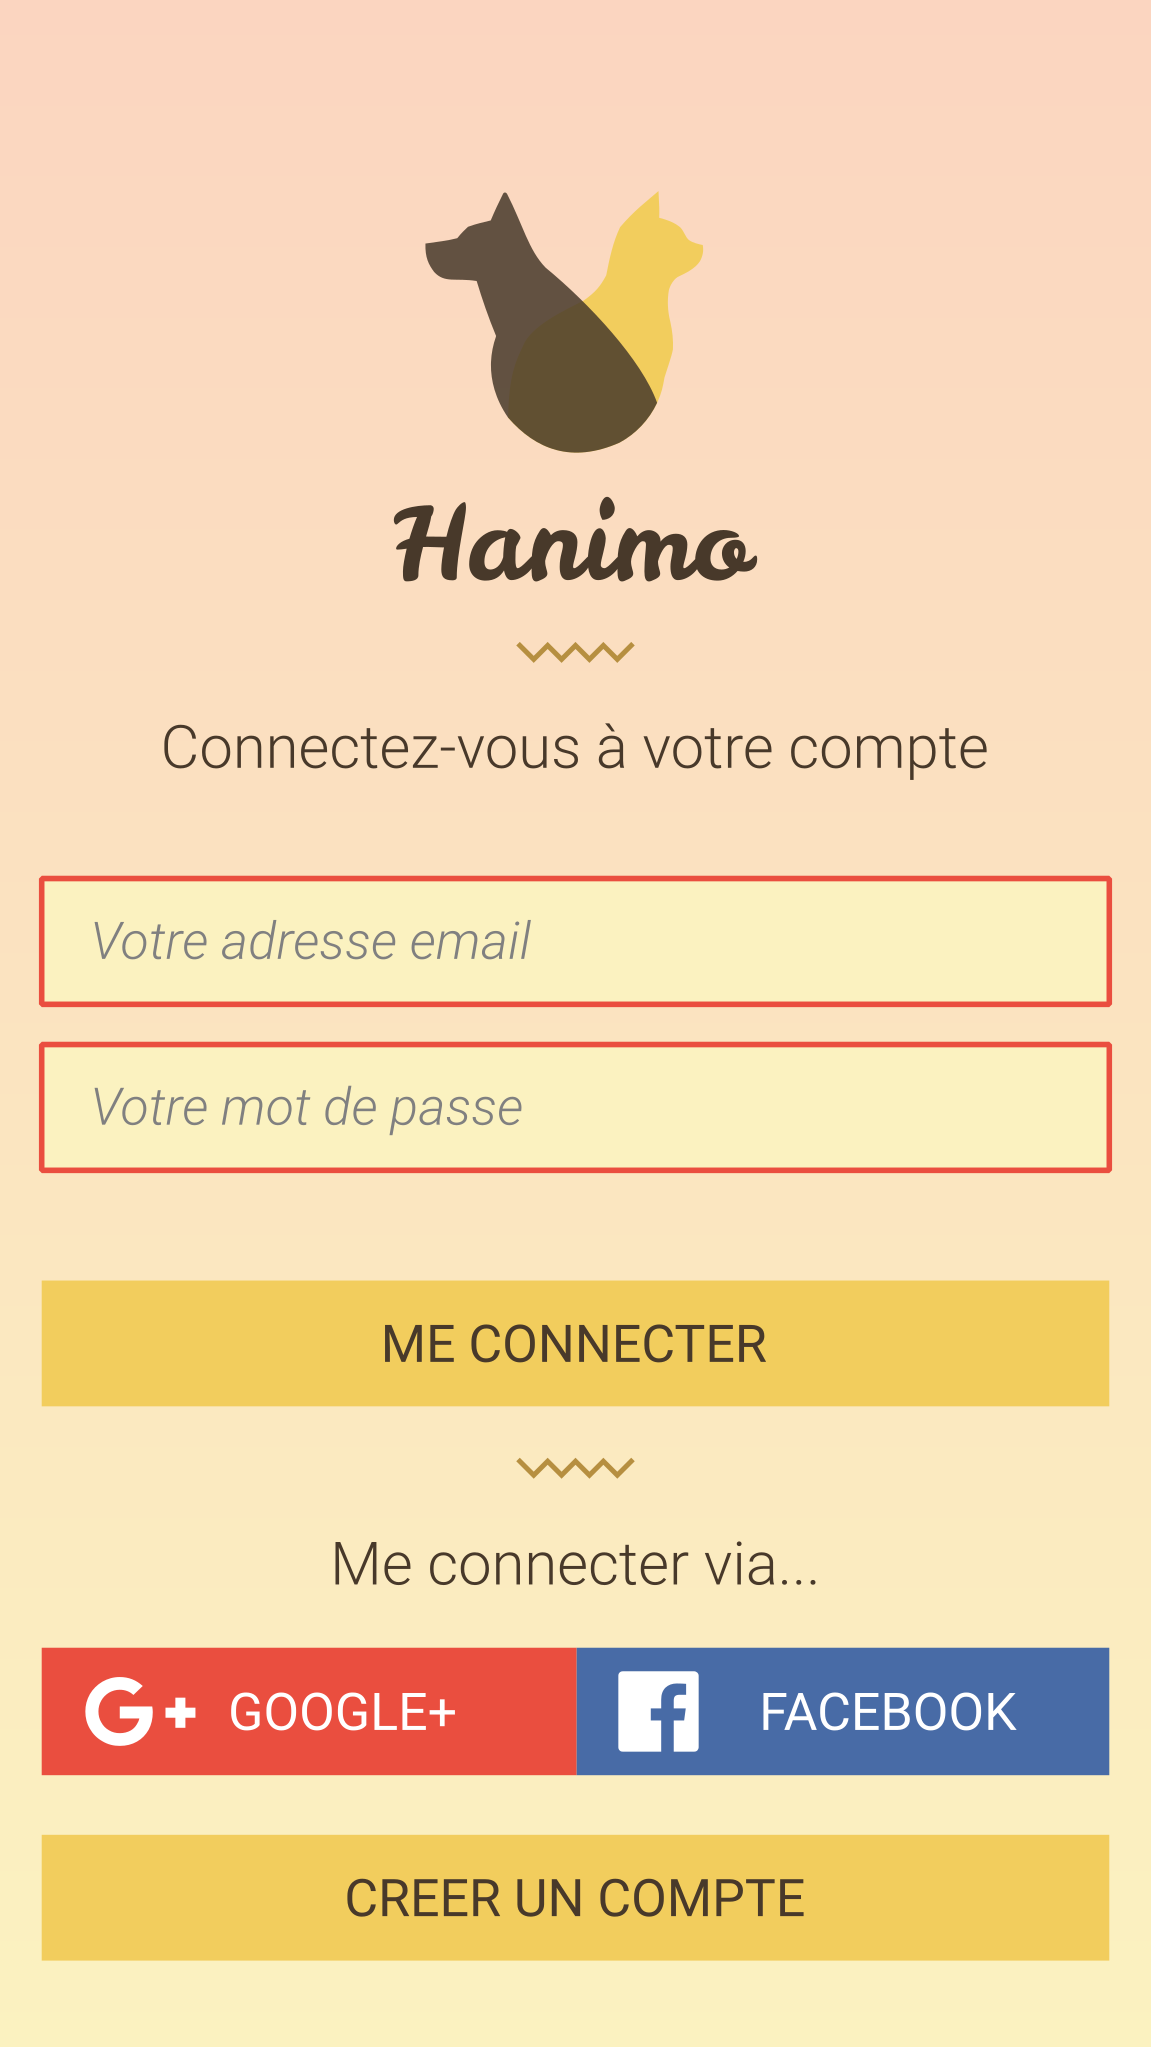 Hanimo
Connectez-vous à votre compte
Votre adresse email
Votre mot de passe
ME CONNECTER
Me connecter via...
G+ GOOGLE+
f FACEBOOK
CREER UN COMPTE